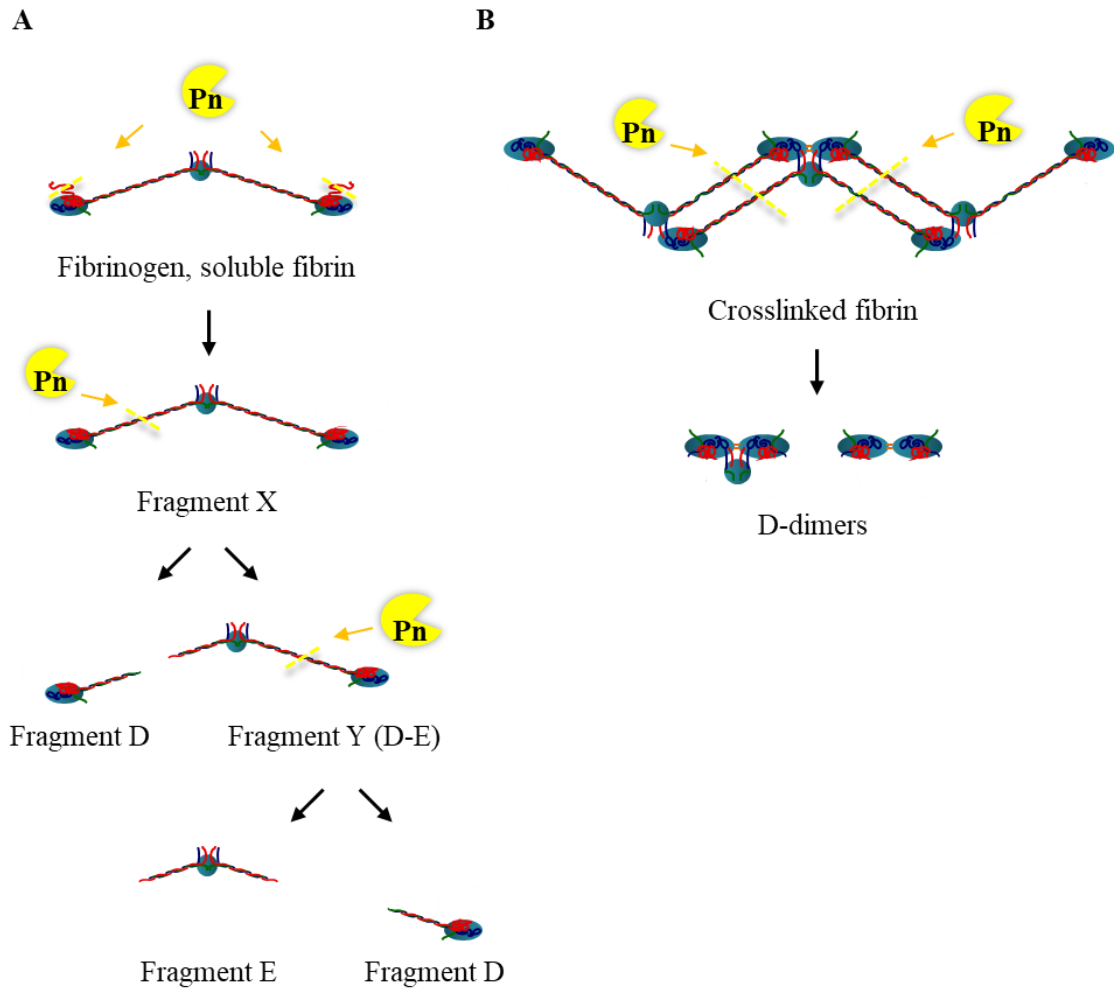 A
Pn
Fibrinogen, soluble fibrin
Pn
Fragment X
Pn
Fragment D
Fragment Y (D-E)
Fragment E
Fragment D
B
Pn
Pn
Crosslinked fibrin
D-dimers